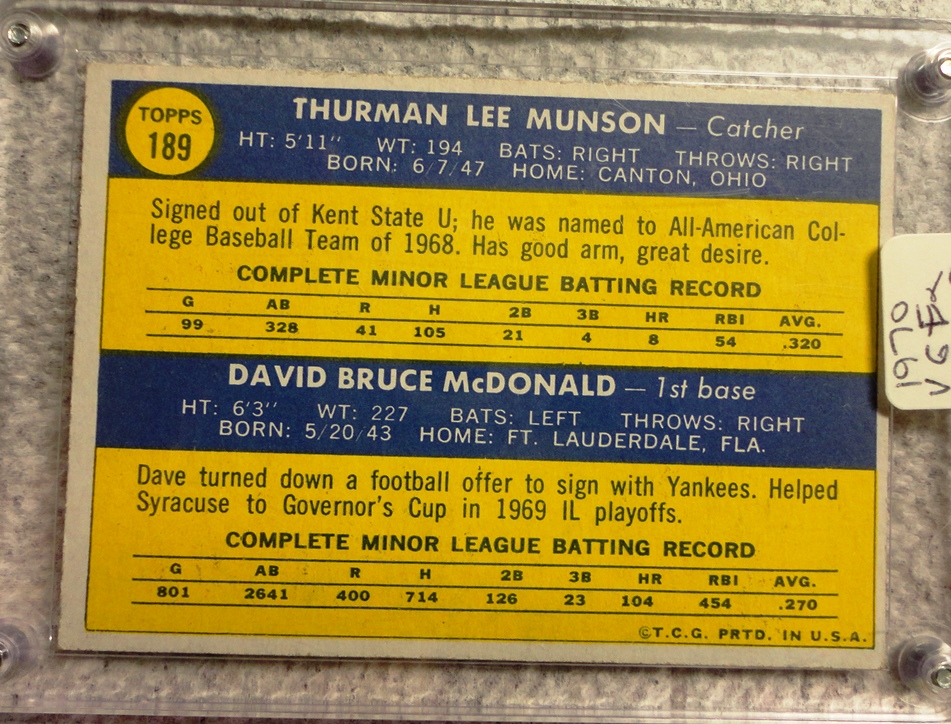 TOPPS
189
THURMAN LEE MUNSON — Catcher
HT: 5'11" WT: 194 BATS: RIGHT THROWS: RIGHT
BORN: 6/7/47 HOME: CANTON, OHIO
Signed out of Kent State U; he was named to All-American Col-
lege Baseball Team of 1968. Has good arm, great desire.
COMPLETE MINOR LEAGUE BATTING RECORD
G AB R H 2B 3B HR RBI AVG.
99 328 41 105 21 4 8 54 .320
DAVID BRUCE McDONALD — 1st base
HT: 6'3" WT: 227 BATS: LEFT THROWS: RIGHT
BORN: 5/20/43 HOME: FT. LAUDERDALE, FLA.
Dave turned down a football offer to sign with Yankees. Helped
Syracuse to Governor's Cup in 1969 IL playoffs.
COMPLETE MINOR LEAGUE BATTING RECORD
G AB R H 2B 3B HR RBI AVG.
801 2641 400 714 126 23 104 454 .270
©T.C.G. PRTD. IN U.S.A.
1970